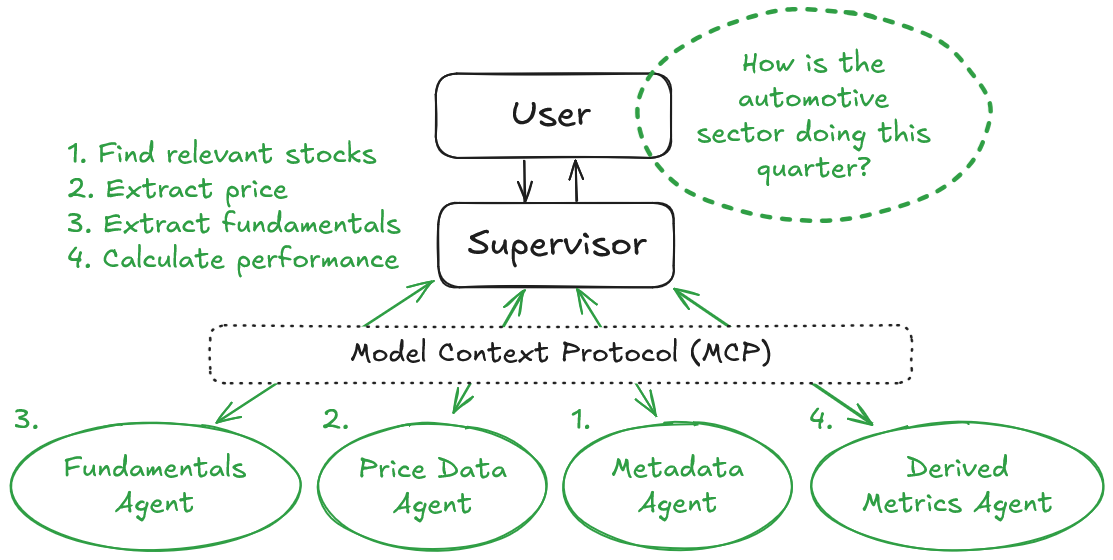 How is the
automotive
sector doing this
quarter?
User
1. Find relevant stocks
2. Extract price
3. Extract fundamentals
4. Calculate performance
Supervisor
Model Context Protocol (MCP)
3.
Fundamentals
Agent
2.
Price Data
Agent
1.
Metadata
Agent
4.
Derived
Metrics Agent